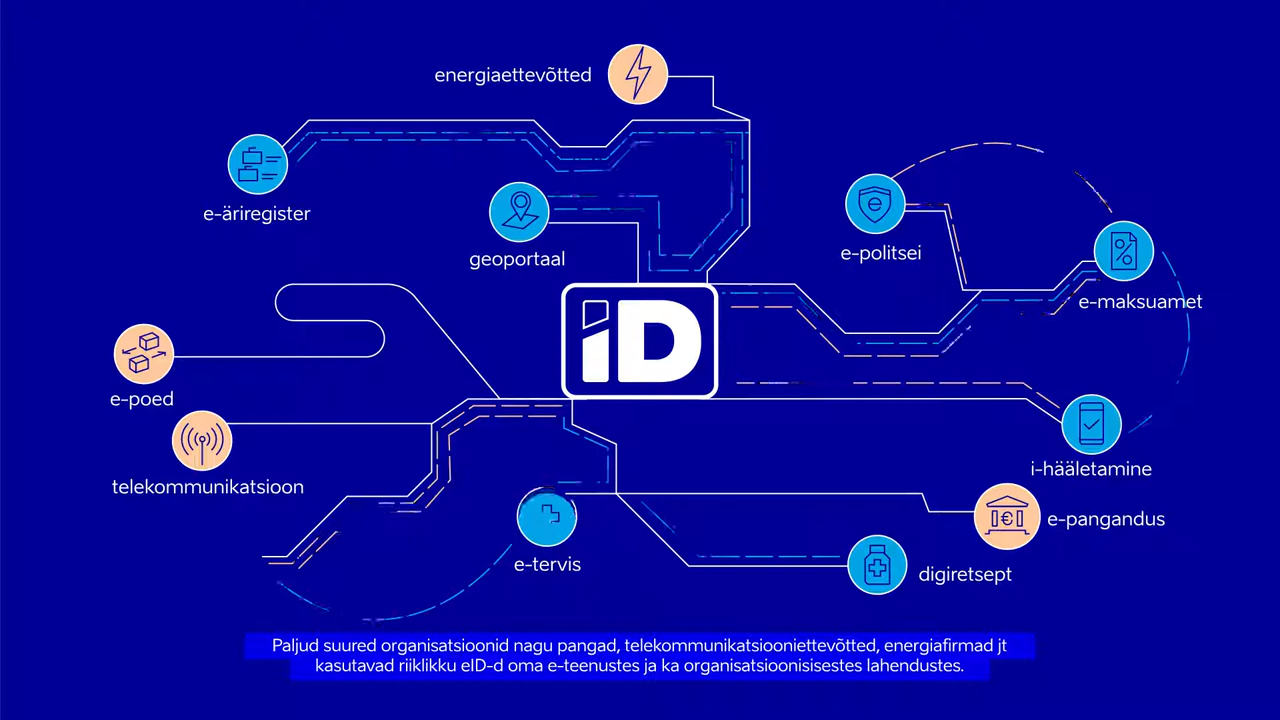 energiaettevõtted
e-äriregister
geoportaal
e-politsei
e
e-maksuamet
iD
e-poed
telekommunikatsioon
i-hääletamine
e-pangandus
e-tervis
digiretsept
Paljud suured organisatsioonid nagu pangad, telekommunikatsiooniettevõtted, energiafirmad jt
kasutavad riiklikku eID-d oma e-teenustes ja ka organisatsioonisisestes lahendustes.